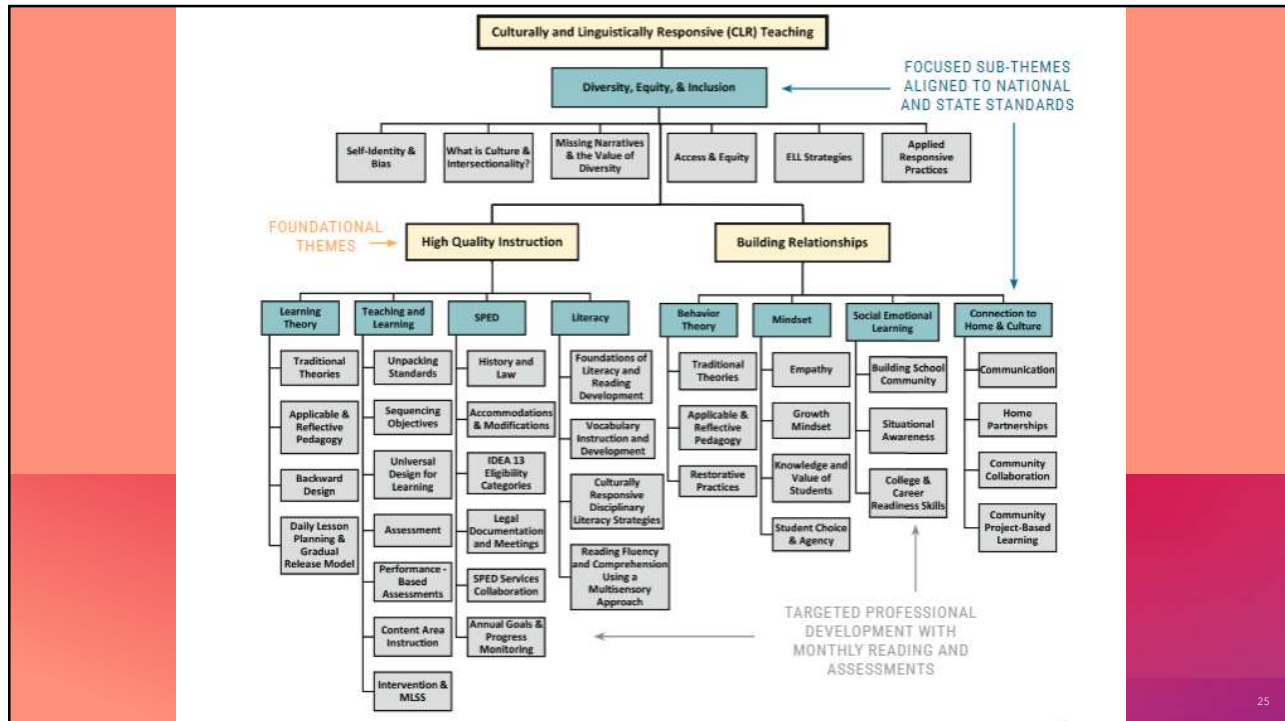 Culturally and Linguistically Responsive (CLR) Teaching
Diversity, Equity, & Inclusion
FOCUSED SUB-THEMES
ALIGNED TO NATIONAL
AND STATE STANDARDS
Self-Identity &
Bias
What is Culture &
Intersectionality?
Missing Narratives
& the Value of
Diversity
Access & Equity
ELL Strategies
Applied
Responsive
Practices
FOUNDATIONAL
THEMES
High Quality Instruction
Building Relationships
Learning
Theory
Traditional
Theories
Applicable &
Reflective
Pedagogy
Backward
Design
Daily Lesson
Planning &
Gradual
Release Model
Teaching and
Learning
Unpacking
Standards
Sequencing
Objectives
Universal
Design for
Learning
Assessment
Performance -
Based
Assessments
Content Area
Instruction
Intervention &
MLSS
SPED
History and
Law
Accommodations
& Modifications
IDEA 13
Eligibility
Categories
Legal
Documentation
and Meetings
SPED Services
Collaboration
Annual Goals &
Progress
Monitoring
Literacy
Foundations of
Literacy and
Reading
Development
Vocabulary
Instruction and
Development
Culturally
Responsive
Disciplinary
Literacy Strategies
Reading Fluency
and Comprehension
Using a
Multisensory
Approach
Behavior
Theory
Traditional
Theories
Applicable &
Reflective
Pedagogy
Restorative
Practices
Mindset
Empathy
Growth
Mindset
Knowledge and
Value of
Students
Student Choice
& Agency
Social Emotional
Learning
Building School
Community
Situational
Awareness
College &
Career
Readiness Skills
Connection to
Home & Culture
Communication
Home
Partnerships
Community
Collaboration
Community
Project-Based
Learning
TARGETED PROFESSIONAL
DEVELOPMENT WITH
MONTHLY READING AND
ASSESSMENTS
25